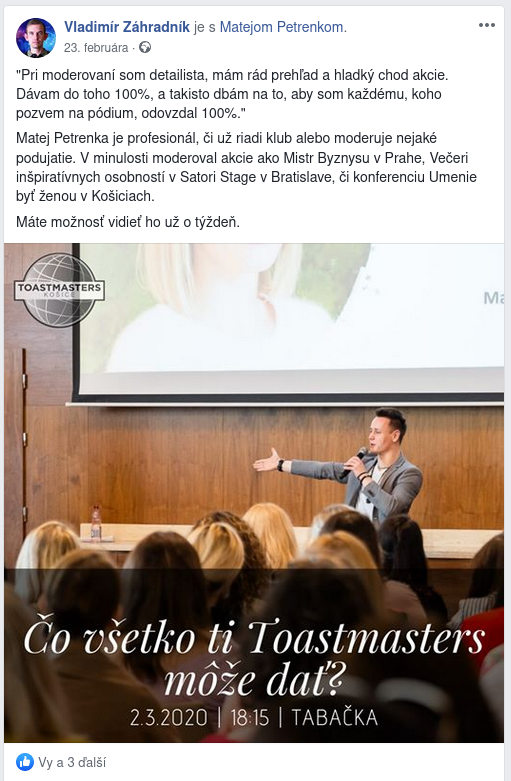 Vladimír Záhradník je s Matejom Petrenkom.
23. februára ·
"Pri moderovaní som detailista, mám rád prehľad a hladký chod akcie.
Dávam do toho 100%, a takisto dbám na to, aby som každému, koho
pozvem na pódium, odovzdal 100%."
Matej Petrenka je profesionál, či už riadi klub alebo moderuje nejaké
podujatie. V minulosti moderoval akcie ako Mistr Byznysu v Prahe, Večeri
inšpiratívnych osobností v Satori Stage v Bratislave, či konferenciu Umenie
byť ženou v Košiciach.
Máte možnosť vidieť ho už o týždeň.
TOASTMASTERS
KOŠICE
Ma
Čo všetko ti Toastmasters
môže dať?
2.3.2020 | 18:15 | TABAČKA
Vy a 3 ďalší